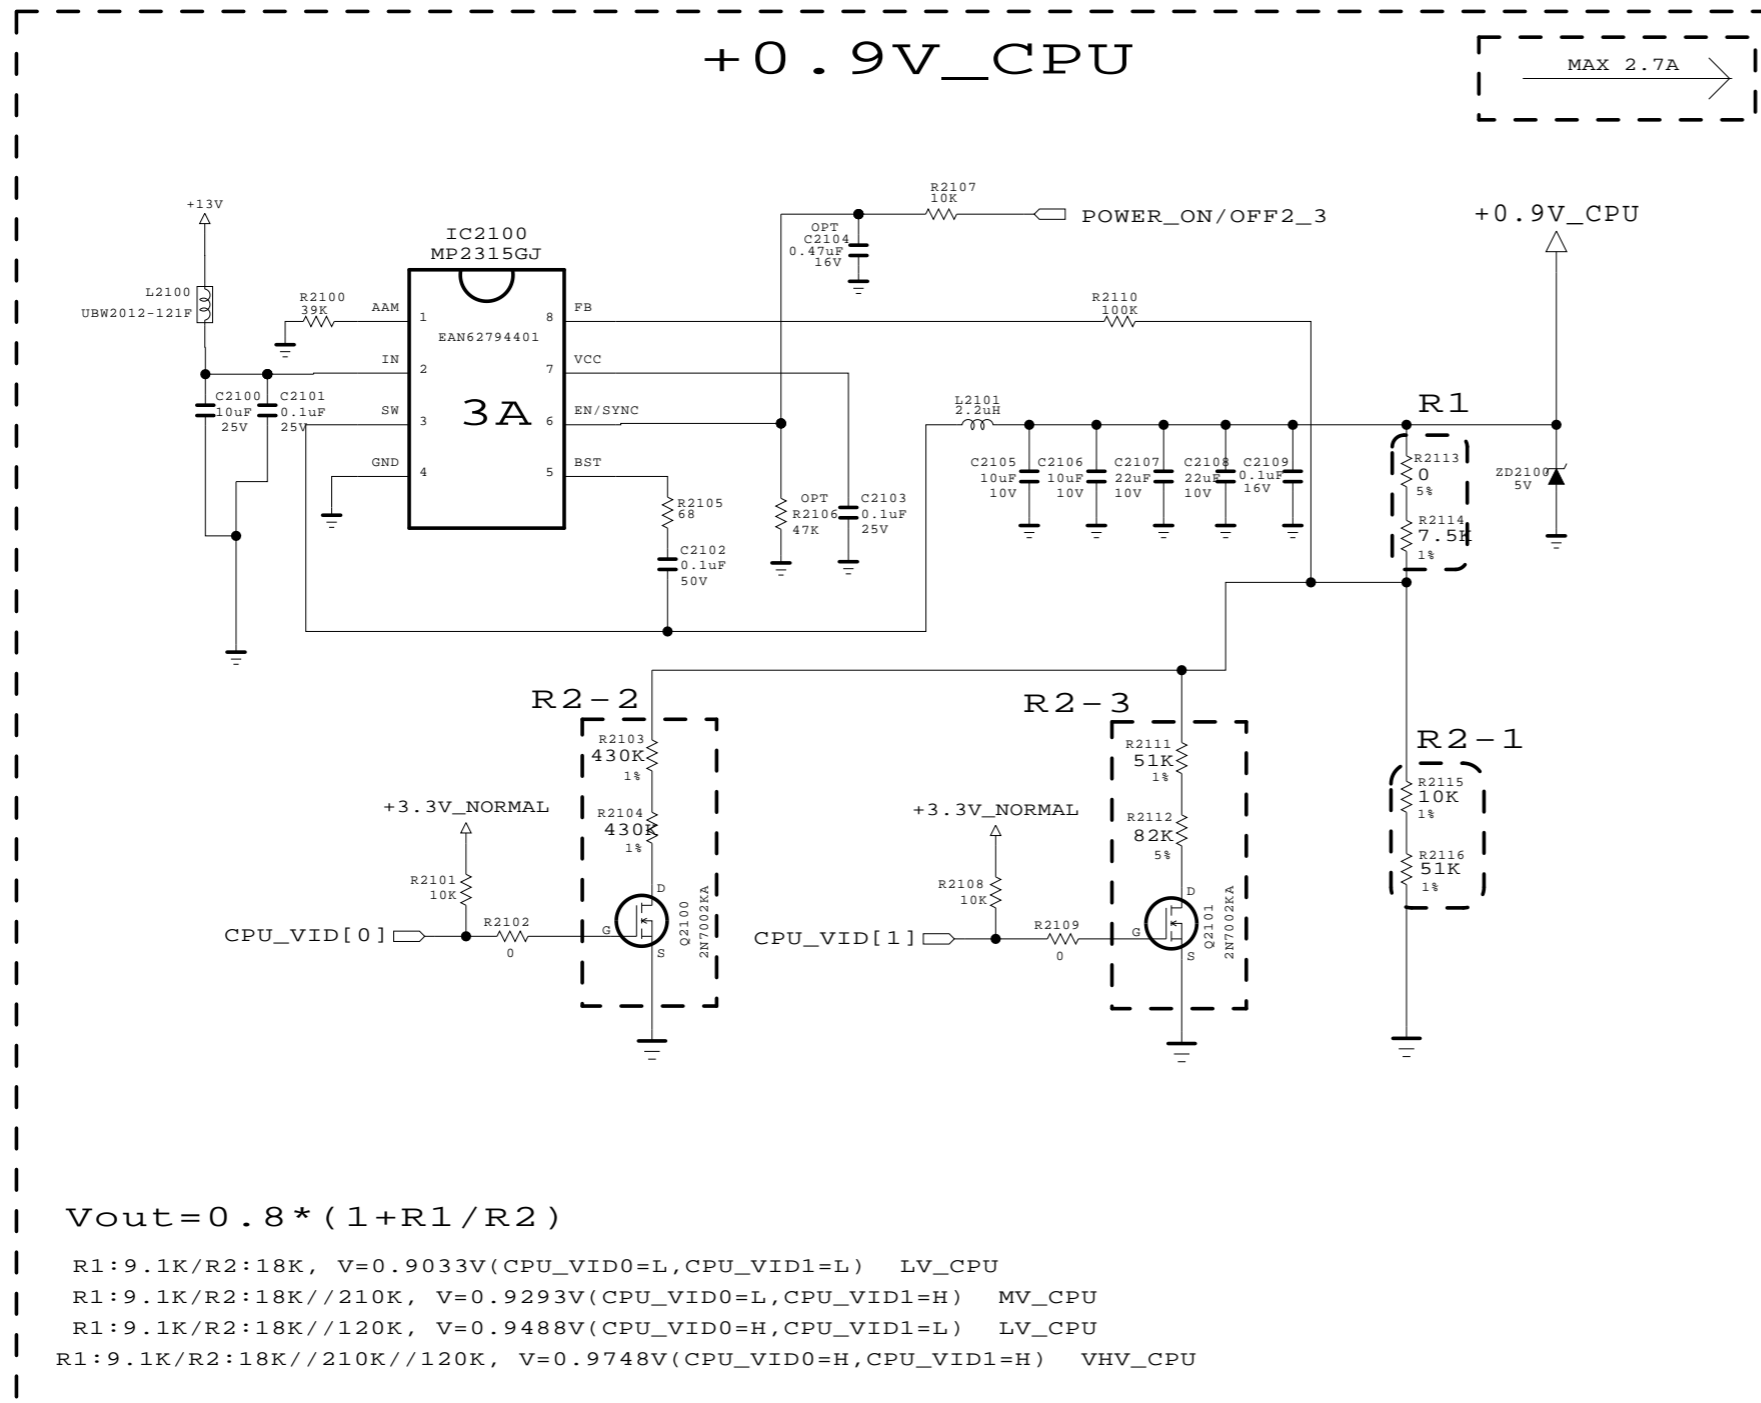 +0.9V_CPU
MAX 2.7A
+13V
L2100
UBW2012-121F
C2100
10uF
25V
C2101
0.1uF
25V
R2100
39K
IC2100
MP2315GJ
EAN62794401
3A
AAM
1
IN
2
SW
3
GND
4
FB
8
VCC
7
EN/SYNC
6
BST
5
R2107
10K
POWER_ON/OFF2_3
OPT
C2104
0.47uF
16V
R2110
100K
+0.9V_CPU
R2105
68
C2102
0.1uF
50V
OPT
R2106
47K
C2103
0.1uF
25V
L2101
2.2uH
C2105
10uF
10V
C2106
10uF
10V
C2107
22uF
10V
C2108
22uF
10V
C2109
0.1uF
16V
R1
R2113
0
5%
R2114
7.5K
1%
ZD2100
5V
R2-2
R2103
430K
1%
R2104
430K
1%
+3.3V_NORMAL
R2101
10K
CPU_VID[0]
R2102
0
G
D
S
Q2100
2N7002KA
R2-3
R2111
51K
1%
R2112
82K
5%
+3.3V_NORMAL
R2108
10K
CPU_VID[1]
R2109
0
G
D
S
Q2101
2N7002KA
R2-1
R2115
10K
1%
R2116
51K
1%
Vout=0.8*(1+R1/R2)
R1:9.1K/R2:18K, V=0.9033V(CPU_VID0=L,CPU_VID1=L) LV_CPU
R1:9.1K/R2:18K//210K, V=0.9293V(CPU_VID0=L,CPU_VID1=H) MV_CPU
R1:9.1K/R2:18K//120K, V=0.9488V(CPU_VID0=H,CPU_VID1=L) LV_CPU
R1:9.1K/R2:18K//210K//120K, V=0.9748V(CPU_VID0=H,CPU_VID1=H) VHV_CPU